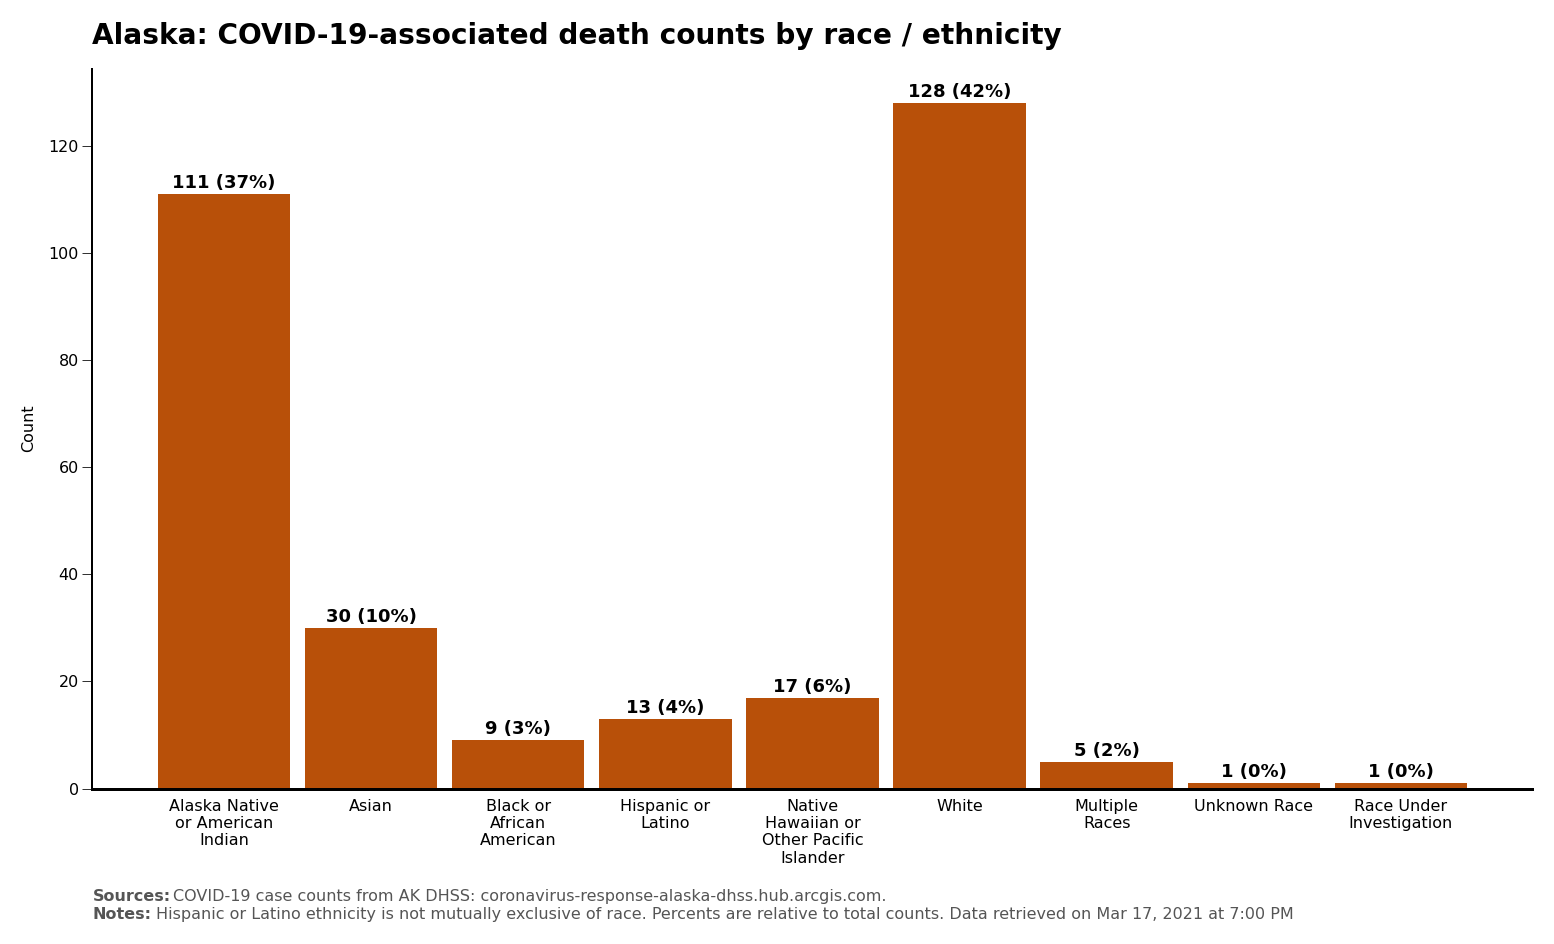 Alaska: COVID-19-associated death counts by race / ethnicity
128 (42%)
120
111 (37%)
100
80
Count
60
40
30 (10%)
20
17 (6%)
13 (4%)
9 (3%)
5 (2%)
1 (0%)
1 (0%)
0
Alaska Native
or American
Indian
Asian
Black or
African
American
Hispanic or
Latino
Native
Hawaiian or
Other Pacific
Islander
White
Multiple
Races
Unknown Race
Race Under
Investigation
Sources: COVID-19 case counts from AK DHSS: coronavirus-response-alaska-dhss.hub.arcgis.com.
Notes: Hispanic or Latino ethnicity is not mutually exclusive of race. Percents are relative to total counts. Data retrieved on Mar 17, 2021 at 7:00 PM